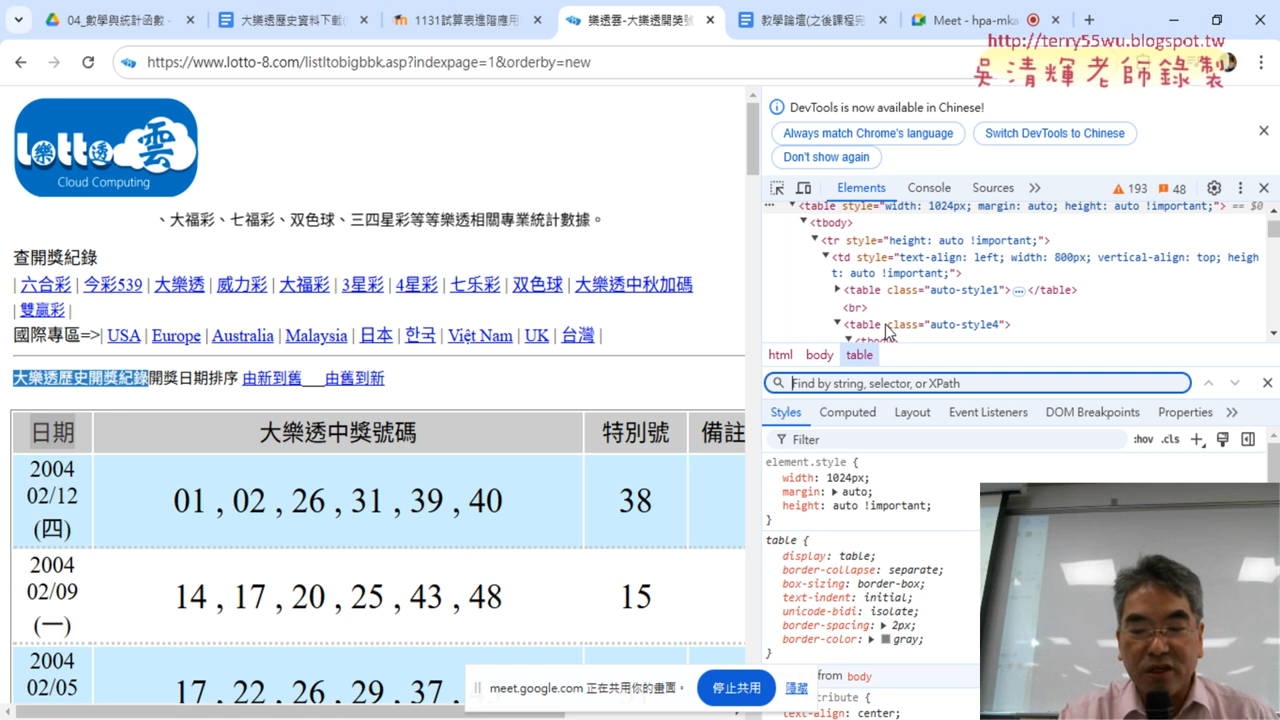 04_數學與統計函數 -
大樂透歷史資料下載(
1131試算表進階應用
樂透雲-大樂透開獎號
教學論壇(之後課程完
Meet - hpa-mka
http://terry55wu.blogspot.tw
吳清輝老師錄製
https://www.lotto-8.com/listltobigbbk.asp?indexpage=1&orderby=new
lotto 樂透雲
Cloud Computing
、大福彩、七福彩、双色球、三四星彩等等樂透相關專業統計數據。
查開獎紀錄
| 六合彩 | 今彩539 | 大樂透 | 威力彩 | 大福彩 | 3星彩 | 4星彩 | 七乐彩 | 双色球 | 大樂透中秋加碼
| 雙贏彩 |
國際專區=>| USA | Europe | Australia | Malaysia | 日本 | 한국 | Việt Nam | UK | 台灣 |
大樂透歷史開獎紀錄開獎日期排序 由新到舊___由舊到新
日期 大樂透中獎號碼 特別號 備註
2004
02/12
(四)
01 , 02 , 26 , 31 , 39 , 40
38
2004
02/09
(一)
14 , 17 , 20 , 25 , 43 , 48
15
2004
02/05
17 , 22 , 26 , 29 , 37
meet.google.com 正在共用你的畫面。
停止共用
隱藏
DevTools is now available in Chinese!
Always match Chrome's language
Switch DevTools to Chinese
Don't show again
Elements Console Sources 193 48
<table style="width: 1024px; margin: auto; height: auto !important;"> == $0
<tbody>
<tr style="height: auto !important;">
<td style="text-align: left; width: 800px; vertical-align: top; heigh
t: auto !important;">
<table class="auto-style1">…</table>
<br>
<table class="auto-style4">
<tbody>
html body table
Find by string, selector, or XPath
Styles Computed Layout Event Listeners DOM Breakpoints Properties
Filter
:hov .cls
element.style {
width: 1024px;
margin: auto;
height: auto !important;
}
table {
display: table;
border-collapse: separate;
box-sizing: border-box;
text-indent: initial;
unicode-bidi: isolate;
border-spacing: 2px;
border-color: gray;
}
from body
tribute {
text-align: center;